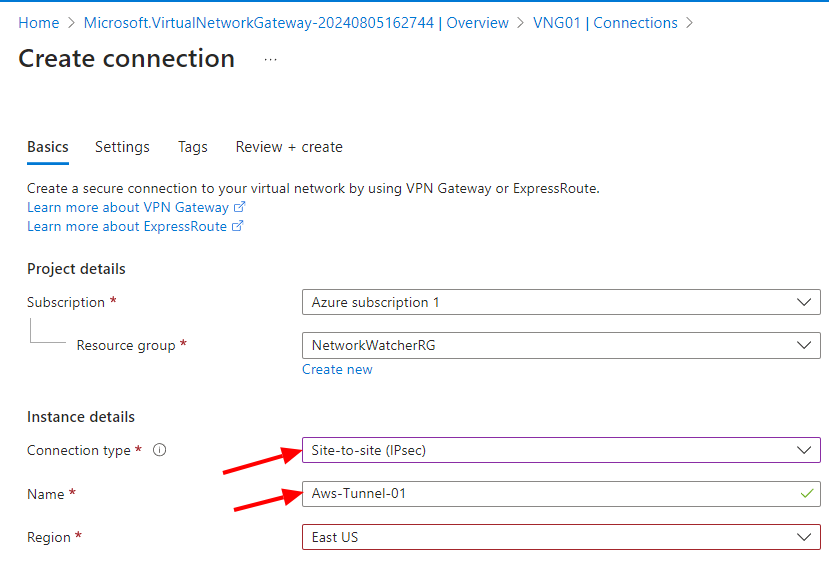 Home > Microsoft.VirtualNetworkGateway-20240805162744 | Overview > VNG01 | Connections >
Create connection ...
Basics Settings Tags Review + create
Create a secure connection to your virtual network by using VPN Gateway or ExpressRoute.
Learn more about VPN Gateway
Learn more about ExpressRoute
Project details
Subscription * Azure subscription 1
Resource group * NetworkWatcherRG
Create new
Instance details
Connection type * Site-to-site (IPsec)
Name * Aws-Tunnel-01
Region * East US